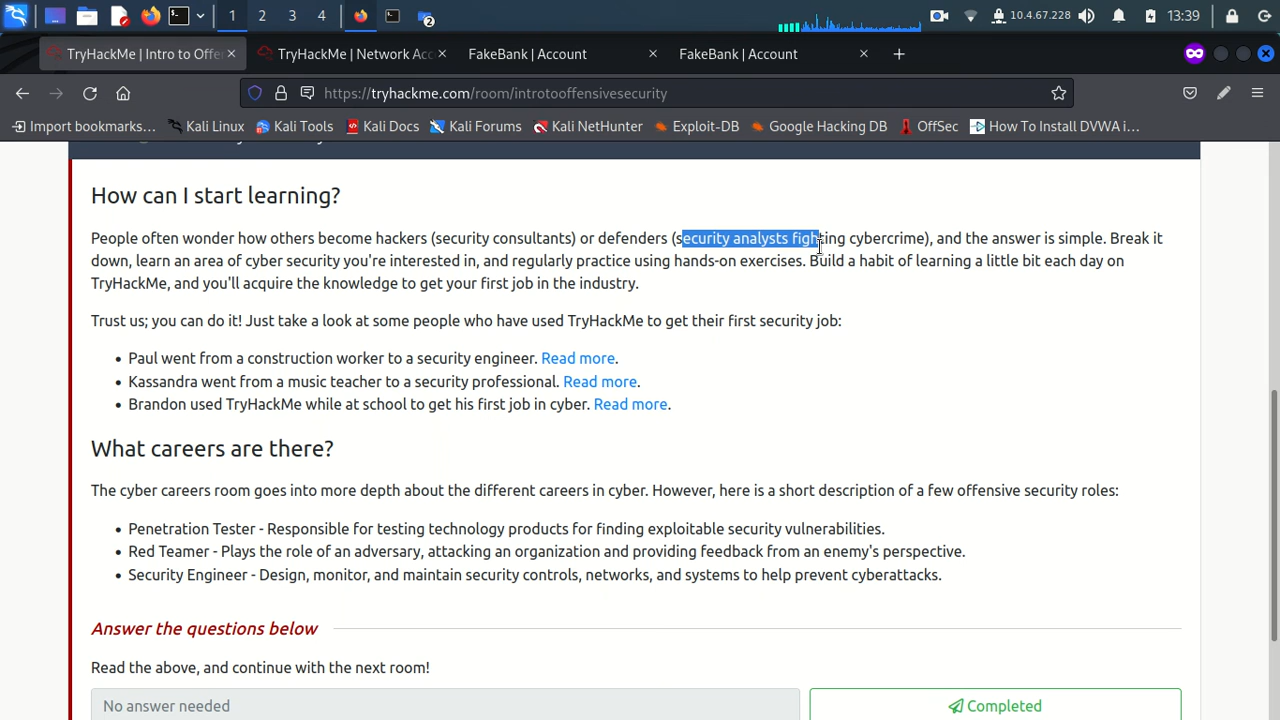 1 2 3 4 2 10.4.67.228 13:39
TryHackMe | Intro to Offe TryHackMe | Network Acc FakeBank | Account FakeBank | Account
https://tryhackme.com/room/introtooffensivesecurity
Import bookmarks… Kali Linux Kali Tools Kali Docs Kali Forums Kali NetHunter Exploit-DB Google Hacking DB OffSec How To Install DVWA i…
How can I start learning?
People often wonder how others become hackers (security consultants) or defenders (security analysts fighting cybercrime), and the answer is simple. Break it
down, learn an area of cyber security you're interested in, and regularly practice using hands-on exercises. Build a habit of learning a little bit each day on
TryHackMe, and you'll acquire the knowledge to get your first job in the industry.
Trust us; you can do it! Just take a look at some people who have used TryHackMe to get their first security job:
• Paul went from a construction worker to a security engineer. Read more.
• Kassandra went from a music teacher to a security professional. Read more.
• Brandon used TryHackMe while at school to get his first job in cyber. Read more.
What careers are there?
The cyber careers room goes into more depth about the different careers in cyber. However, here is a short description of a few offensive security roles:
• Penetration Tester - Responsible for testing technology products for finding exploitable security vulnerabilities.
• Red Teamer - Plays the role of an adversary, attacking an organization and providing feedback from an enemy's perspective.
• Security Engineer - Design, monitor, and maintain security controls, networks, and systems to help prevent cyberattacks.
Answer the questions below
Read the above, and continue with the next room!
No answer needed Completed